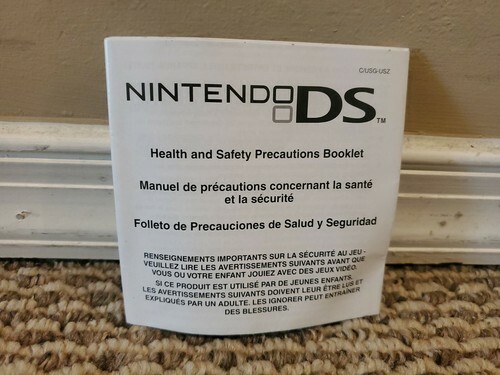 C/USG-USZ
NINTENDO DS™
Health and Safety Precautions Booklet
Manuel de précautions concernant la santé
et la sécurité
Folleto de Precauciones de Salud y Seguridad
RENSEIGNEMENTS IMPORTANTS SUR LA SÉCURITÉ AU JEU -
VEUILLEZ LIRE LES AVERTISSEMENTS SUIVANTS AVANT QUE
VOUS OU VOTRE ENFANT JOUIEZ AVEC DES JEUX VIDÉO.
SI CE PRODUIT EST UTILISÉ PAR DE JEUNES ENFANTS,
LES AVERTISSEMENTS SUIVANTS DOIVENT LEUR ÊTRE LUS ET
EXPLIQUÉS PAR UN ADULTE. LES IGNORER PEUT ENTRAÎNER
DES BLESSURES.